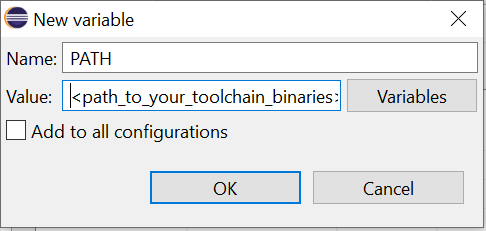 New variable
Name: PATH
Value: <path_to_your_toolchain_binaries> Variables
Add to all configurations
OK Cancel